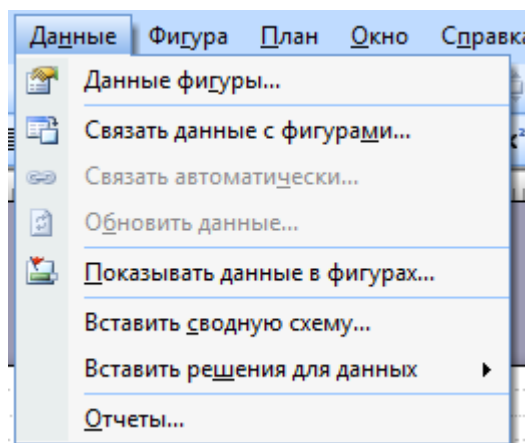 Данные Фигура План Окно Справка
Данные фигуры...
Связать данные с фигурами...
Связать автоматически...
Обновить данные...
Показывать данные в фигурах...
Вставить сводную схему...
Вставить решения для данных
Отчеты...